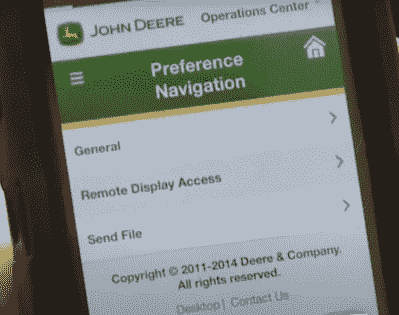 JOHN DEERE Operations Center
Preference
Navigation
General
Remote Display Access
Send File
Copyright © 2011-2014 Deere & Company.
All rights reserved.
Desktop | Contact Us